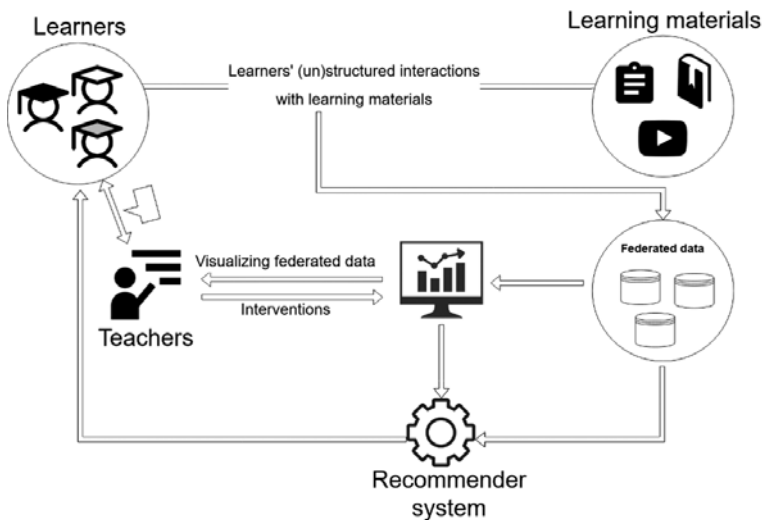 Learners
Learning materials
Learners' (un)structured interactions
with learning materials
Federated data
Visualizing federated data
Interventions
Teachers
Recommender
system